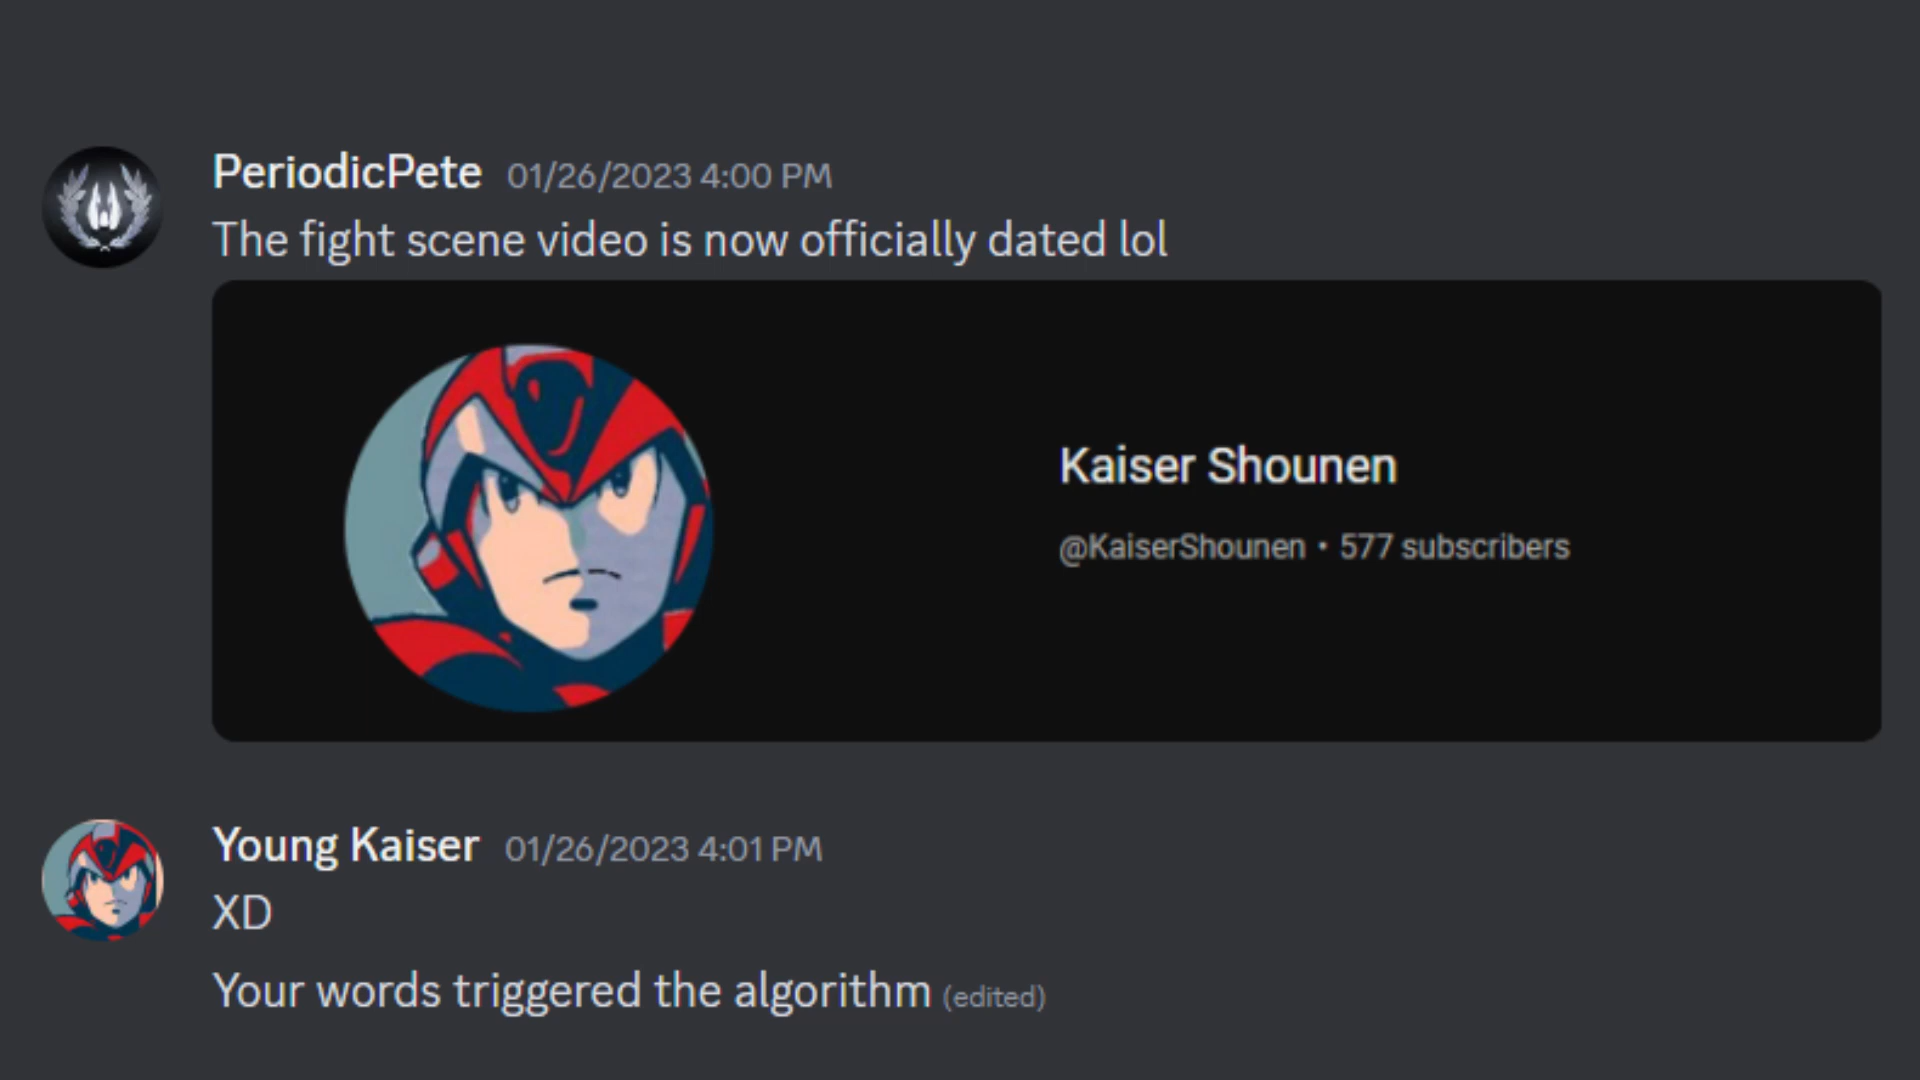 PeriodicPete 01/26/2023 4:00 PM
The fight scene video is now officially dated lol
Kaiser Shounen
@KaiserShounen • 577 subscribers
Young Kaiser 01/26/2023 4:01 PM
XD
Your words triggered the algorithm (edited)